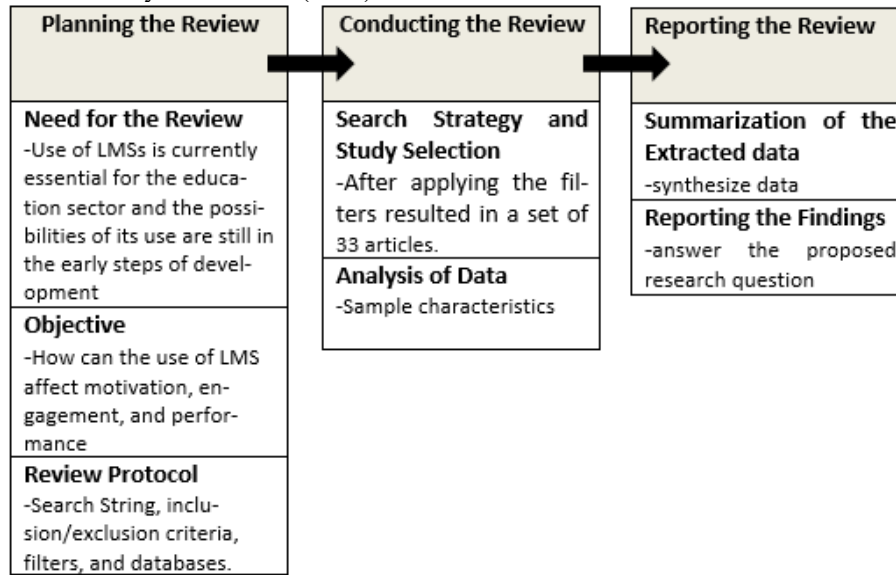 Planning the Review
Need for the Review
-Use of LMSs is currently
essential for the educa-
tion sector and the possi-
bilities of its use are still in
the early steps of devel-
opment
Objective
-How can the use of LMS
affect motivation, en-
gagement, and perfor-
mance
Review Protocol
-Search String, inclu-
sion/exclusion criteria,
filters, and databases.
Conducting the Review
Search Strategy and
Study Selection
-After applying the fil-
ters resulted in a set of
33 articles.
Analysis of Data
-Sample characteristics
Reporting the Review
Summarization of the
Extracted data
-synthesize data
Reporting the Findings
-answer the proposed
research question